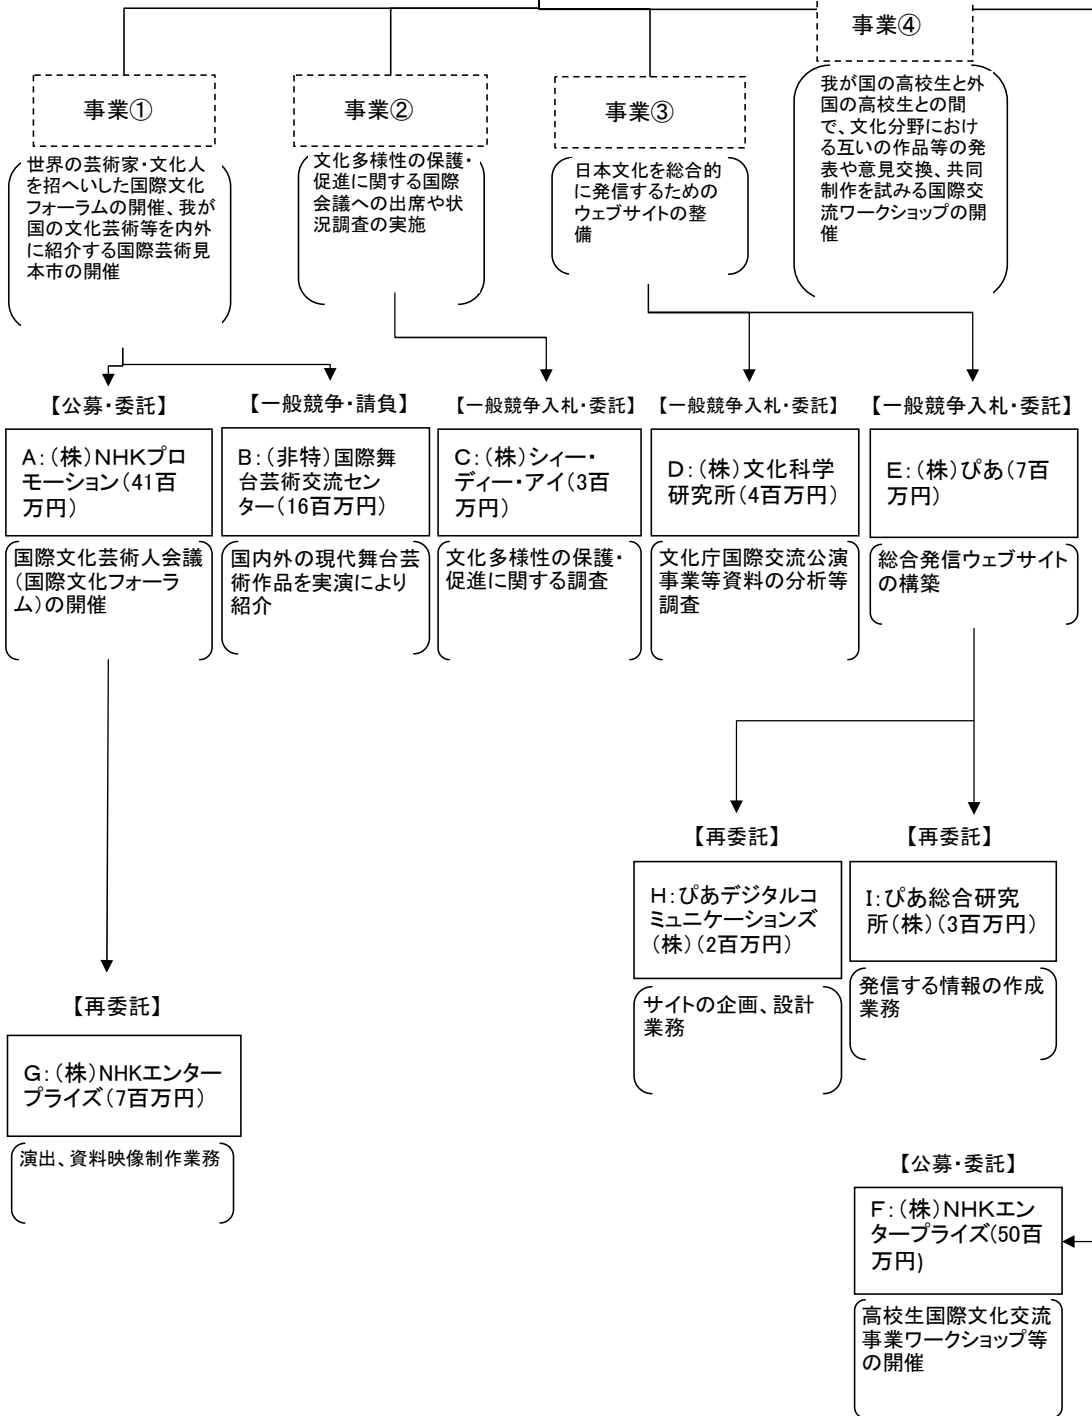 事業④
我が国の高校生と外
国の高校生との間
で、文化分野におけ
る互いの作品等の発
表や意見交換、共同
制作を試みる国際交
流ワークショップの開
催
事業①
世界の芸術家・文化人
を招へいした国際文化
フォーラムの開催、我が
国の文化芸術等を内外
に紹介する国際芸術見
本市の開催
事業②
文化多様性の保護・
促進に関する国際
会議への出席や状
況調査の実施
事業③
日本文化を総合的
に発信するための
ウェブサイトの整
備
【公募・委託】
A:(株)NHKプロ
モーション(41百
万円)
国際文化芸術人会議
(国際文化フォーラ
ム)の開催
【一般競争・請負】
B:(非特)国際舞
台芸術交流セン
ター(16百万円)
国内外の現代舞台芸
術作品を実演により
紹介
【一般競争入札・委託】
C:(株)シィー・
ディー・アイ(3百
万円)
文化多様性の保護・
促進に関する調査
【一般競争入札・委託】
D:(株)文化科学
研究所(4百万円)
文化庁国際交流公演
事業等資料の分析等
調査
【一般競争入札・委託】
E:(株)ぴあ(7百
万円)
総合発信ウェブサイト
の構築
【再委託】
H:ぴあデジタルコ
ミュニケーションズ
(株)(2百万円)
サイトの企画、設計
業務
【再委託】
I:ぴあ総合研究
所(株)(3百万円)
発信する情報の作成
業務
【再委託】
G:(株)NHKエンター
プライズ(7百万円)
演出、資料映像制作業務
【公募・委託】
F:(株)NHKエン
タープライズ(50百
万円)
高校生国際文化交流
事業ワークショップ等
の開催